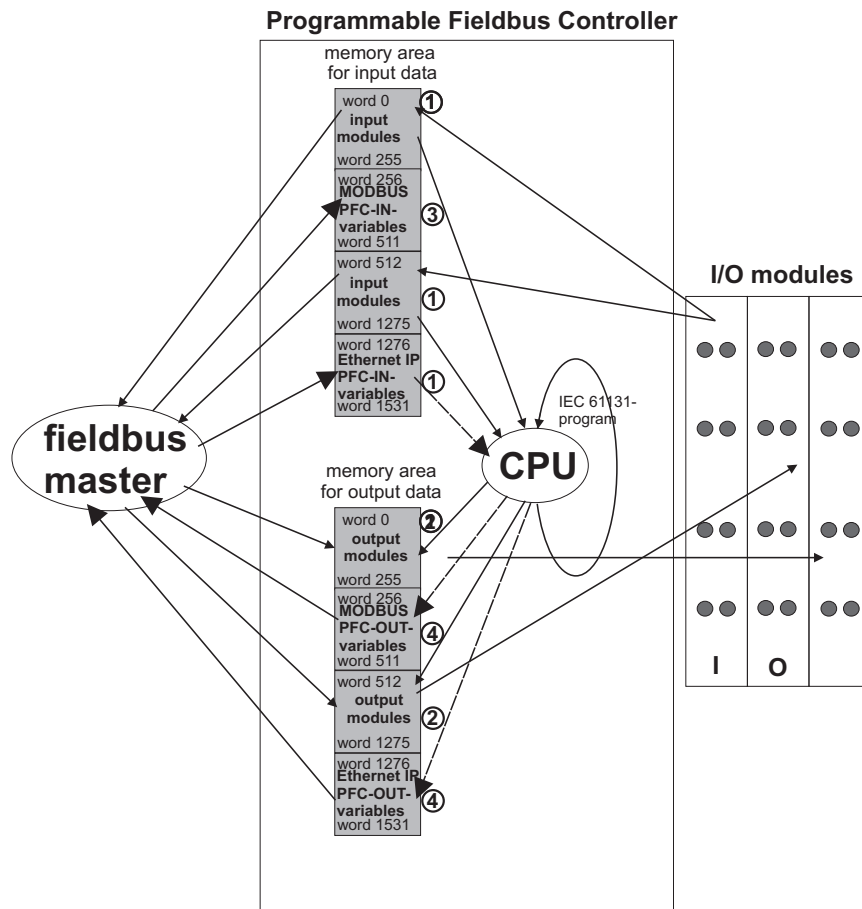 Programmable Fieldbus Controller
memory area
for input data
word 0
①
input
modules
word 255
word 256
MODBUS
PFC-IN-
variables
③
word 511
word 512
input
modules
①
word 1275
word 1276
Ethernet IP
PFC-IN-
variables
①
word 1531
I/O modules
IEC 61131-
program
CPU
fieldbus
master
memory area
for output data
word 0
output
modules
word 255
word 256
MODBUS
PFC-OUT-
variables
④
word 511
word 512
output
modules
②
word 1275
word 1276
Ethernet IP
PFC-OUT-
variables
④
word 1531
I
O